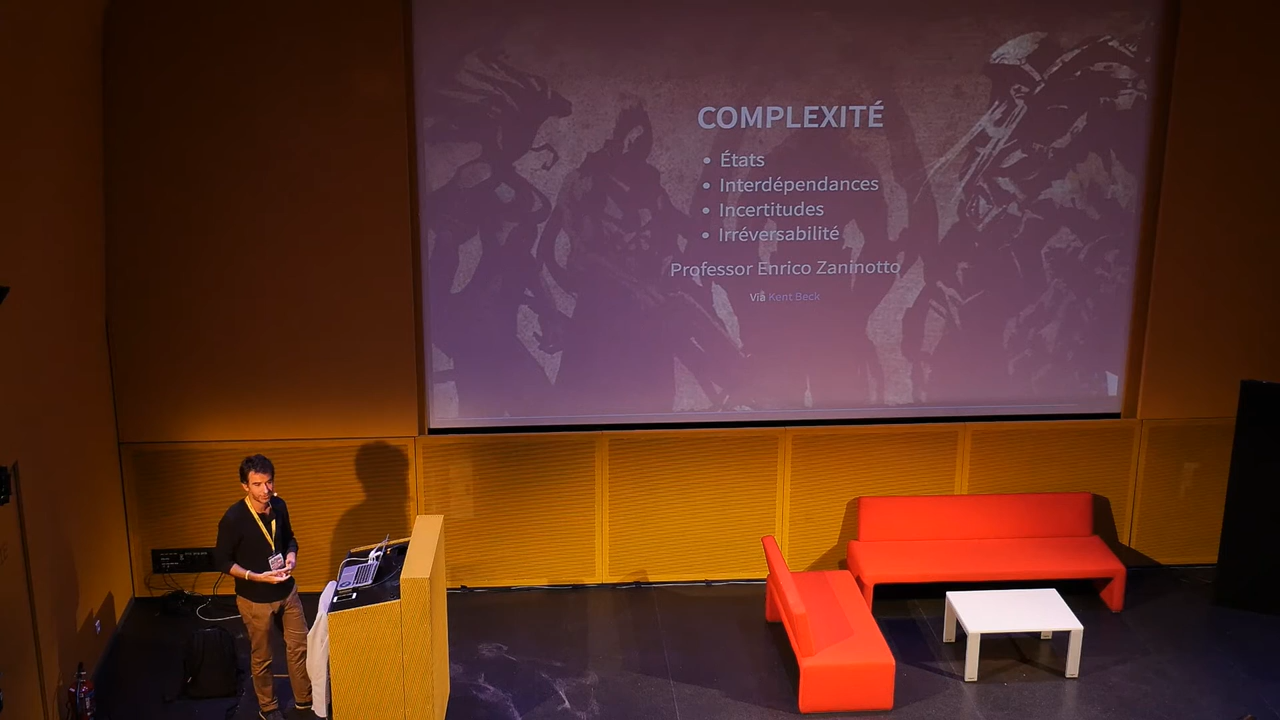 COMPLEXITÉ
• États
• Interdépendances
• Incertitudes
• Irréversabilité
Professor Enrico Zaninotto
Via Kent Beck